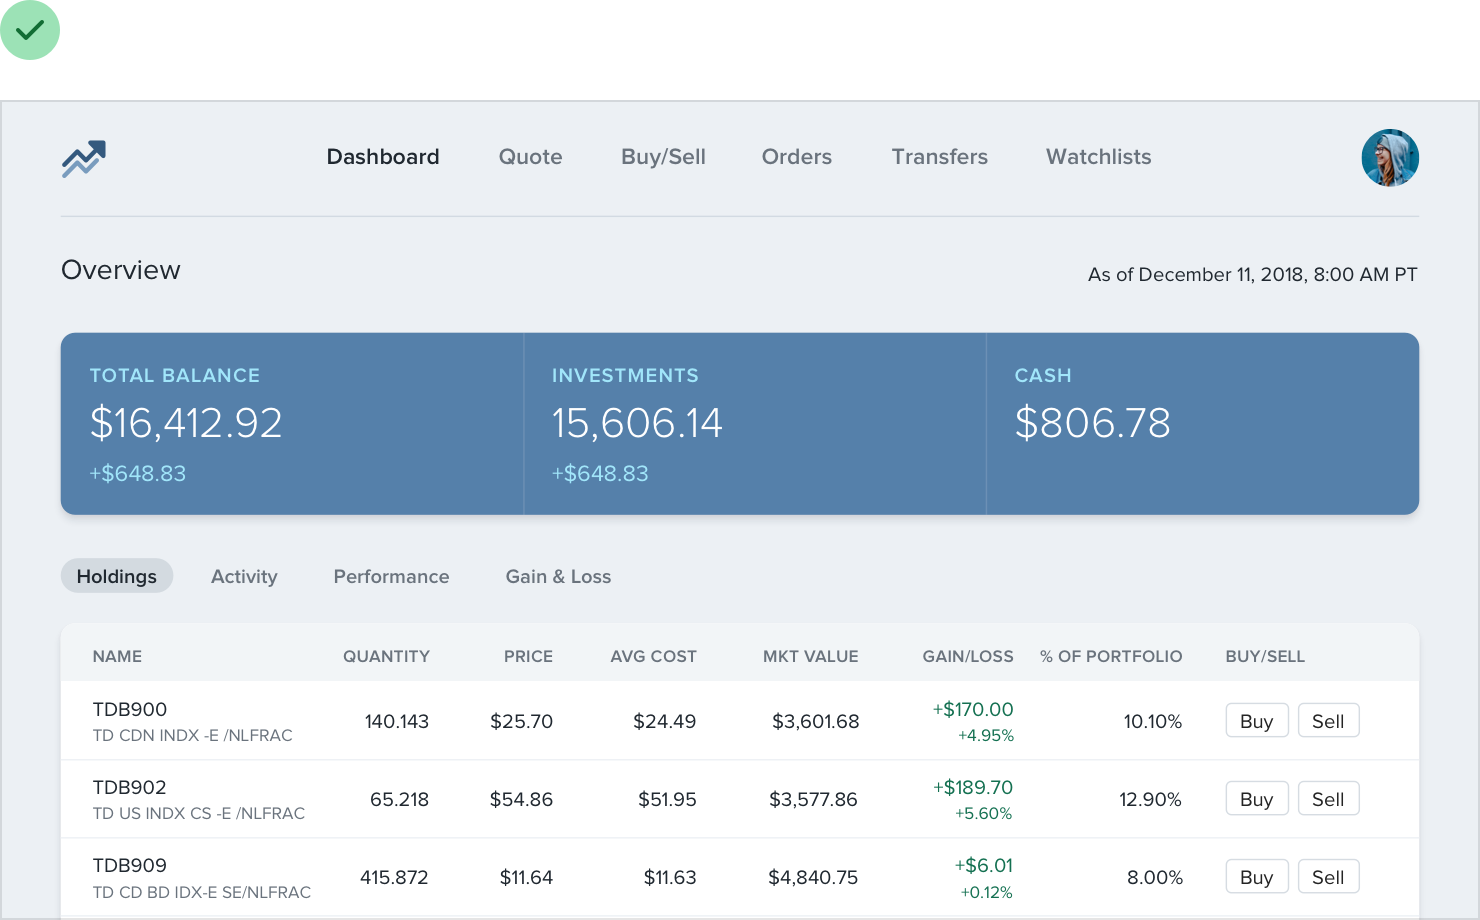 Dashboard Quote Buy/Sell Orders Transfers Watchlists
Overview
As of December 11, 2018, 8:00 AM PT
TOTAL BALANCE INVESTMENTS CASH
$16,412.92 15,606.14 $806.78
+$648.83 +$648.83
Holdings Activity Performance Gain & Loss
NAME QUANTITY PRICE AVG COST MKT VALUE GAIN/LOSS % OF PORTFOLIO BUY/SELL
TDB900 140.143 $25.70 $24.49 $3,601.68 +$170.00 10.10% Buy Sell
TD CDN INDX -E /NLFRAC +4.95%
TDB902 65.218 $54.86 $51.95 $3,577.86 +$189.70 12.90% Buy Sell
TD US INDX CS -E /NLFRAC +5.60%
TDB909 415.872 $11.64 $11.63 $4,840.75 +$6.01 8.00% Buy Sell
TD CD BD IDX-E SE/NLFRAC +0.12%